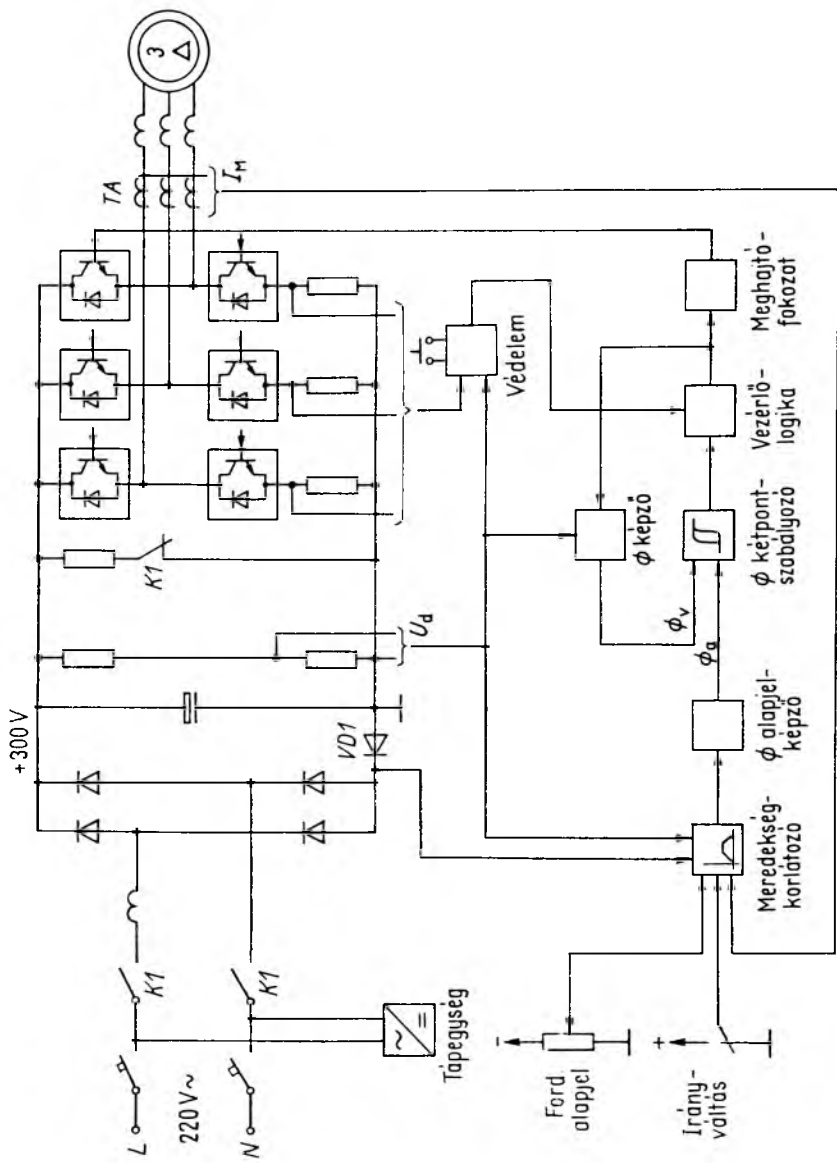 L
220 V ~
N
K1
K1
Tápegység
~
=
+300 V
VD1
U_d
K1
TA
I_M
3
△
Védelem
−
Ford.
alapjel
+
Irány-
váltás
Meredekség-
korlátozó
ϕ alapjel-
képző
ϕ_a
ϕ_v
ϕ képző
ϕ kétpont-
szabályozó
Vezérlő-
logika
Meghajtó-
fokozat